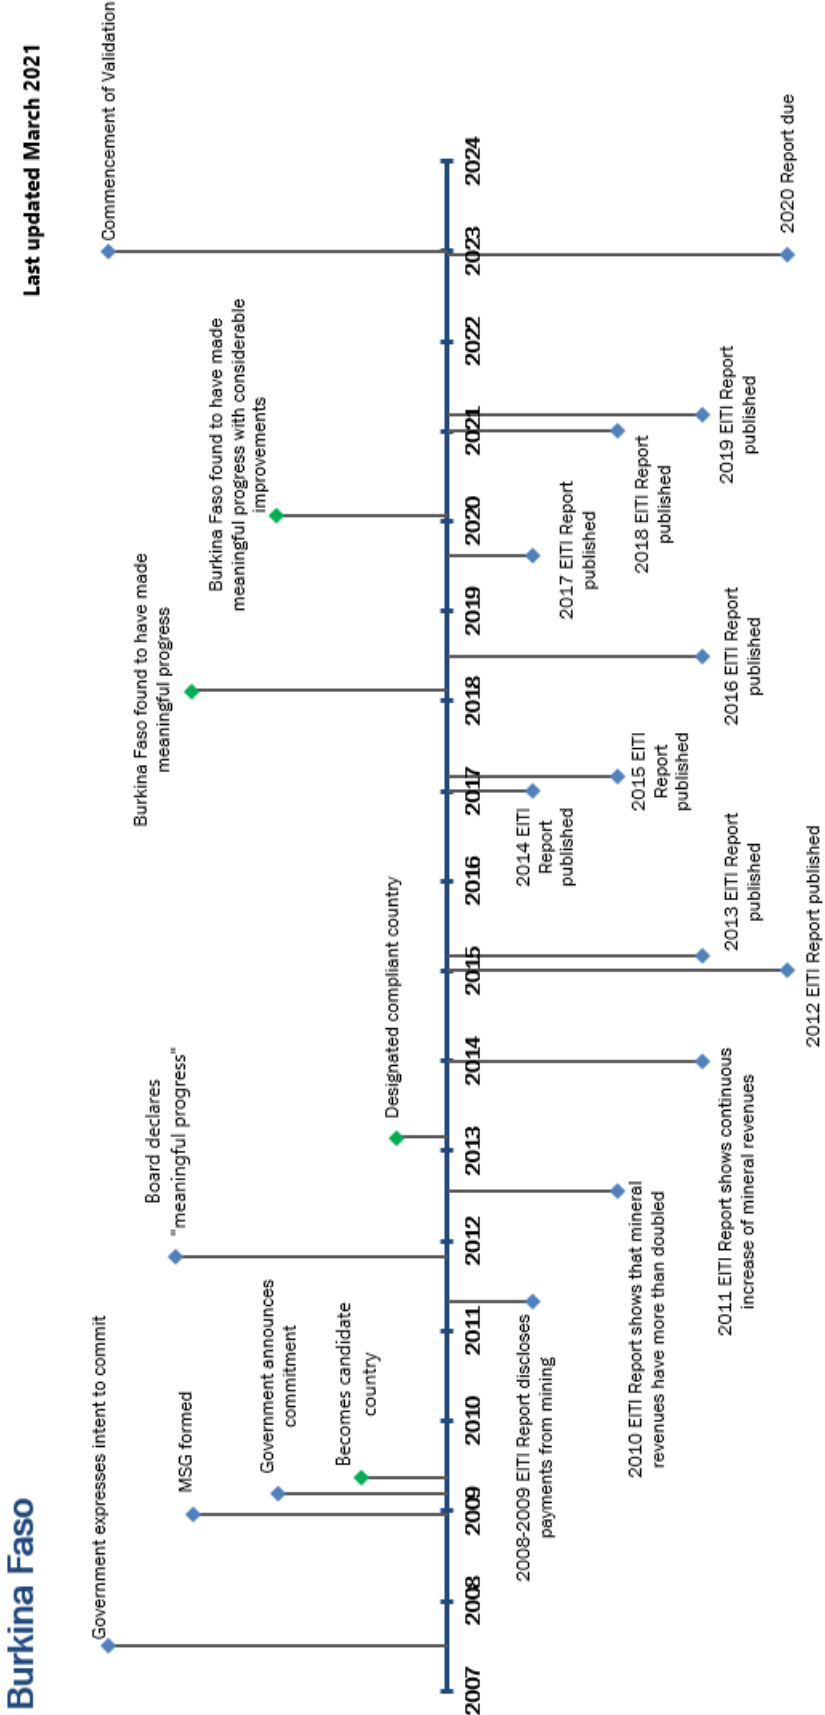 Burkina Faso
Last updated March 2021
Government expresses intent to commit
Commencement of Validation
Burkina Faso found to have made
meaningful progress
Board declares
"meaningful progress"
MSG formed
Burkina Faso found to have made
meaningful progress with considerable
improvements
Government announces
commitment
Becomes candidate
country
Designated compliant country
2007
2008
2009
2010
2011
2012
2013
2014
2015
2016
2017
2018
2019
2020
2021
2022
2023
2024
2008-2009 EITI Report discloses
payments from mining
2014 EITI
Report
published
2017 EITI Report
published
2010 EITI Report shows that mineral
revenues have more than doubled
2015 EITI
Report
published
2018 EITI Report
published
2011 EITI Report shows continuous
increase of mineral revenues
2013 EITI Report
published
2016 EITI Report
published
2019 EITI Report
published
2012 EITI Report published
2020 Report due